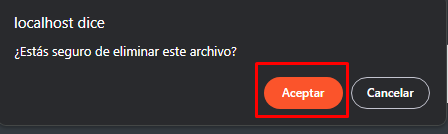 localhost dice
¿Estás seguro de eliminar este archivo?
Aceptar Cancelar